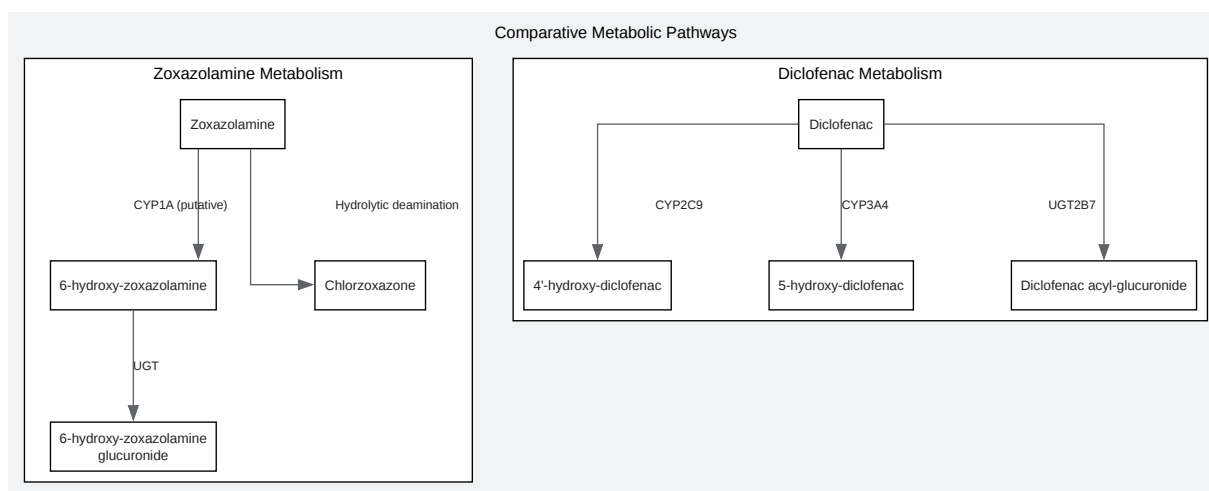 Comparative Metabolic Pathways
Zoxazolamine Metabolism
Zoxazolamine
CYP1A (putative)
Hydrolytic deamination
6-hydroxy-zoxazolamine
Chlorzoxazone
UGT
6-hydroxy-zoxazolamine
glucuronide
Diclofenac Metabolism
Diclofenac
CYP2C9
CYP3A4
UGT2B7
4'-hydroxy-diclofenac
5-hydroxy-diclofenac
Diclofenac acyl-glucuronide